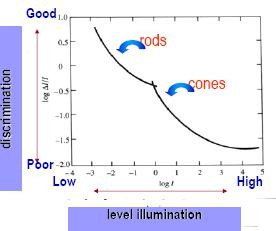 Good
1.0
0.5
0
-0.5
-1.0
-1.5
-2.0
Poor
discrimination
log ΔI/I
rods
cones
-4 -3 -2 -1 0 1 2 3 4 5
Low
log I
High
level illumination